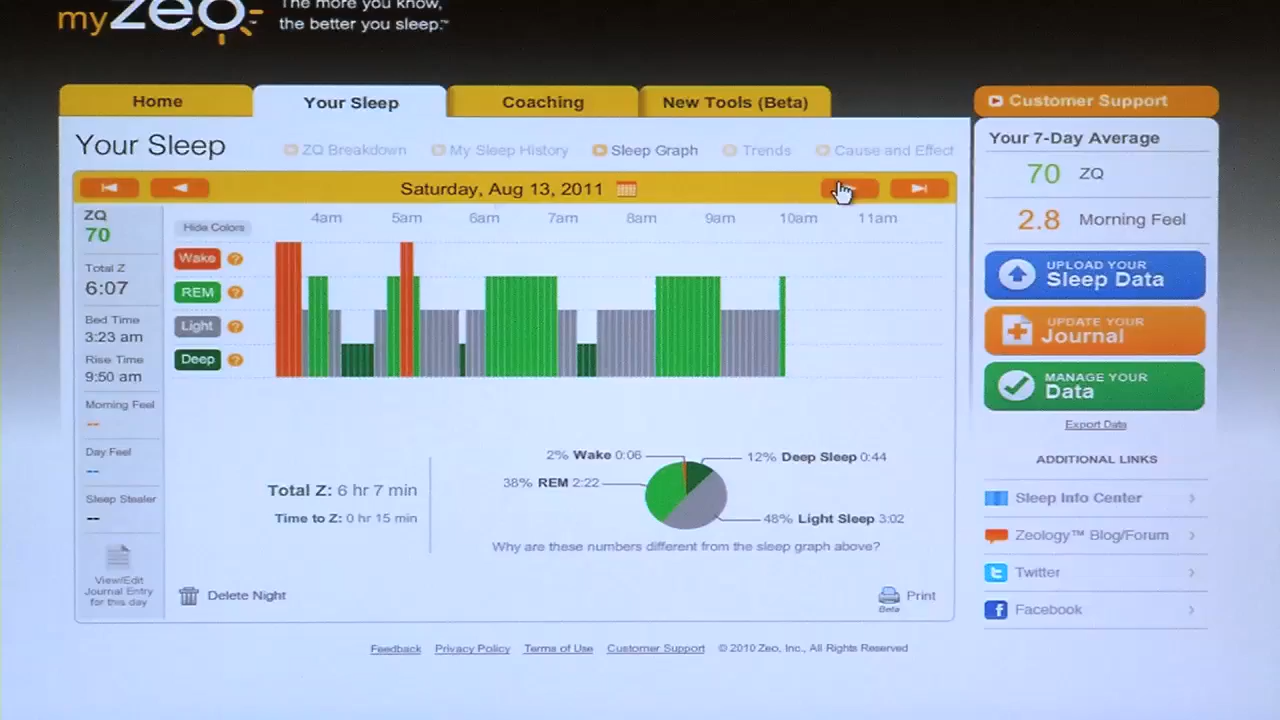 The more you know,
my zeo
the better you sleep.™
Home
Your Sleep
Coaching
New Tools (Beta)
Customer Support
Your Sleep
ZQ Breakdown
My Sleep History
Sleep Graph
Trends
Cause and Effect
Your 7-Day Average
70 ZQ
2.8 Morning Feel
Saturday, Aug 13, 2011
ZQ
70
Total Z
6:07
Bed Time
3:23 am
Rise Time
9:50 am
Morning Feel
--
Day Feel
--
Sleep Stealer
--
View/Edit
Journal Entry
for this day
Hide Colors
4am 5am 6am 7am 8am 9am 10am 11am
Wake ?
REM ?
Light ?
Deep ?
2% Wake 0:06
12% Deep Sleep 0:44
38% REM 2:22
48% Light Sleep 3:02
Total Z: 6 hr 7 min
Time to Z: 0 hr 15 min
Why are these numbers different from the sleep graph above?
Delete Night
Print
Beta
UPLOAD YOUR
Sleep Data
UPDATE YOUR
Journal
MANAGE YOUR
Data
Export Data
ADDITIONAL LINKS
Sleep Info Center
Zeology™ Blog/Forum
Twitter
Facebook
Feedback
Privacy Policy
Terms of Use
Customer Support
© 2010 Zeo, Inc., All Rights Reserved